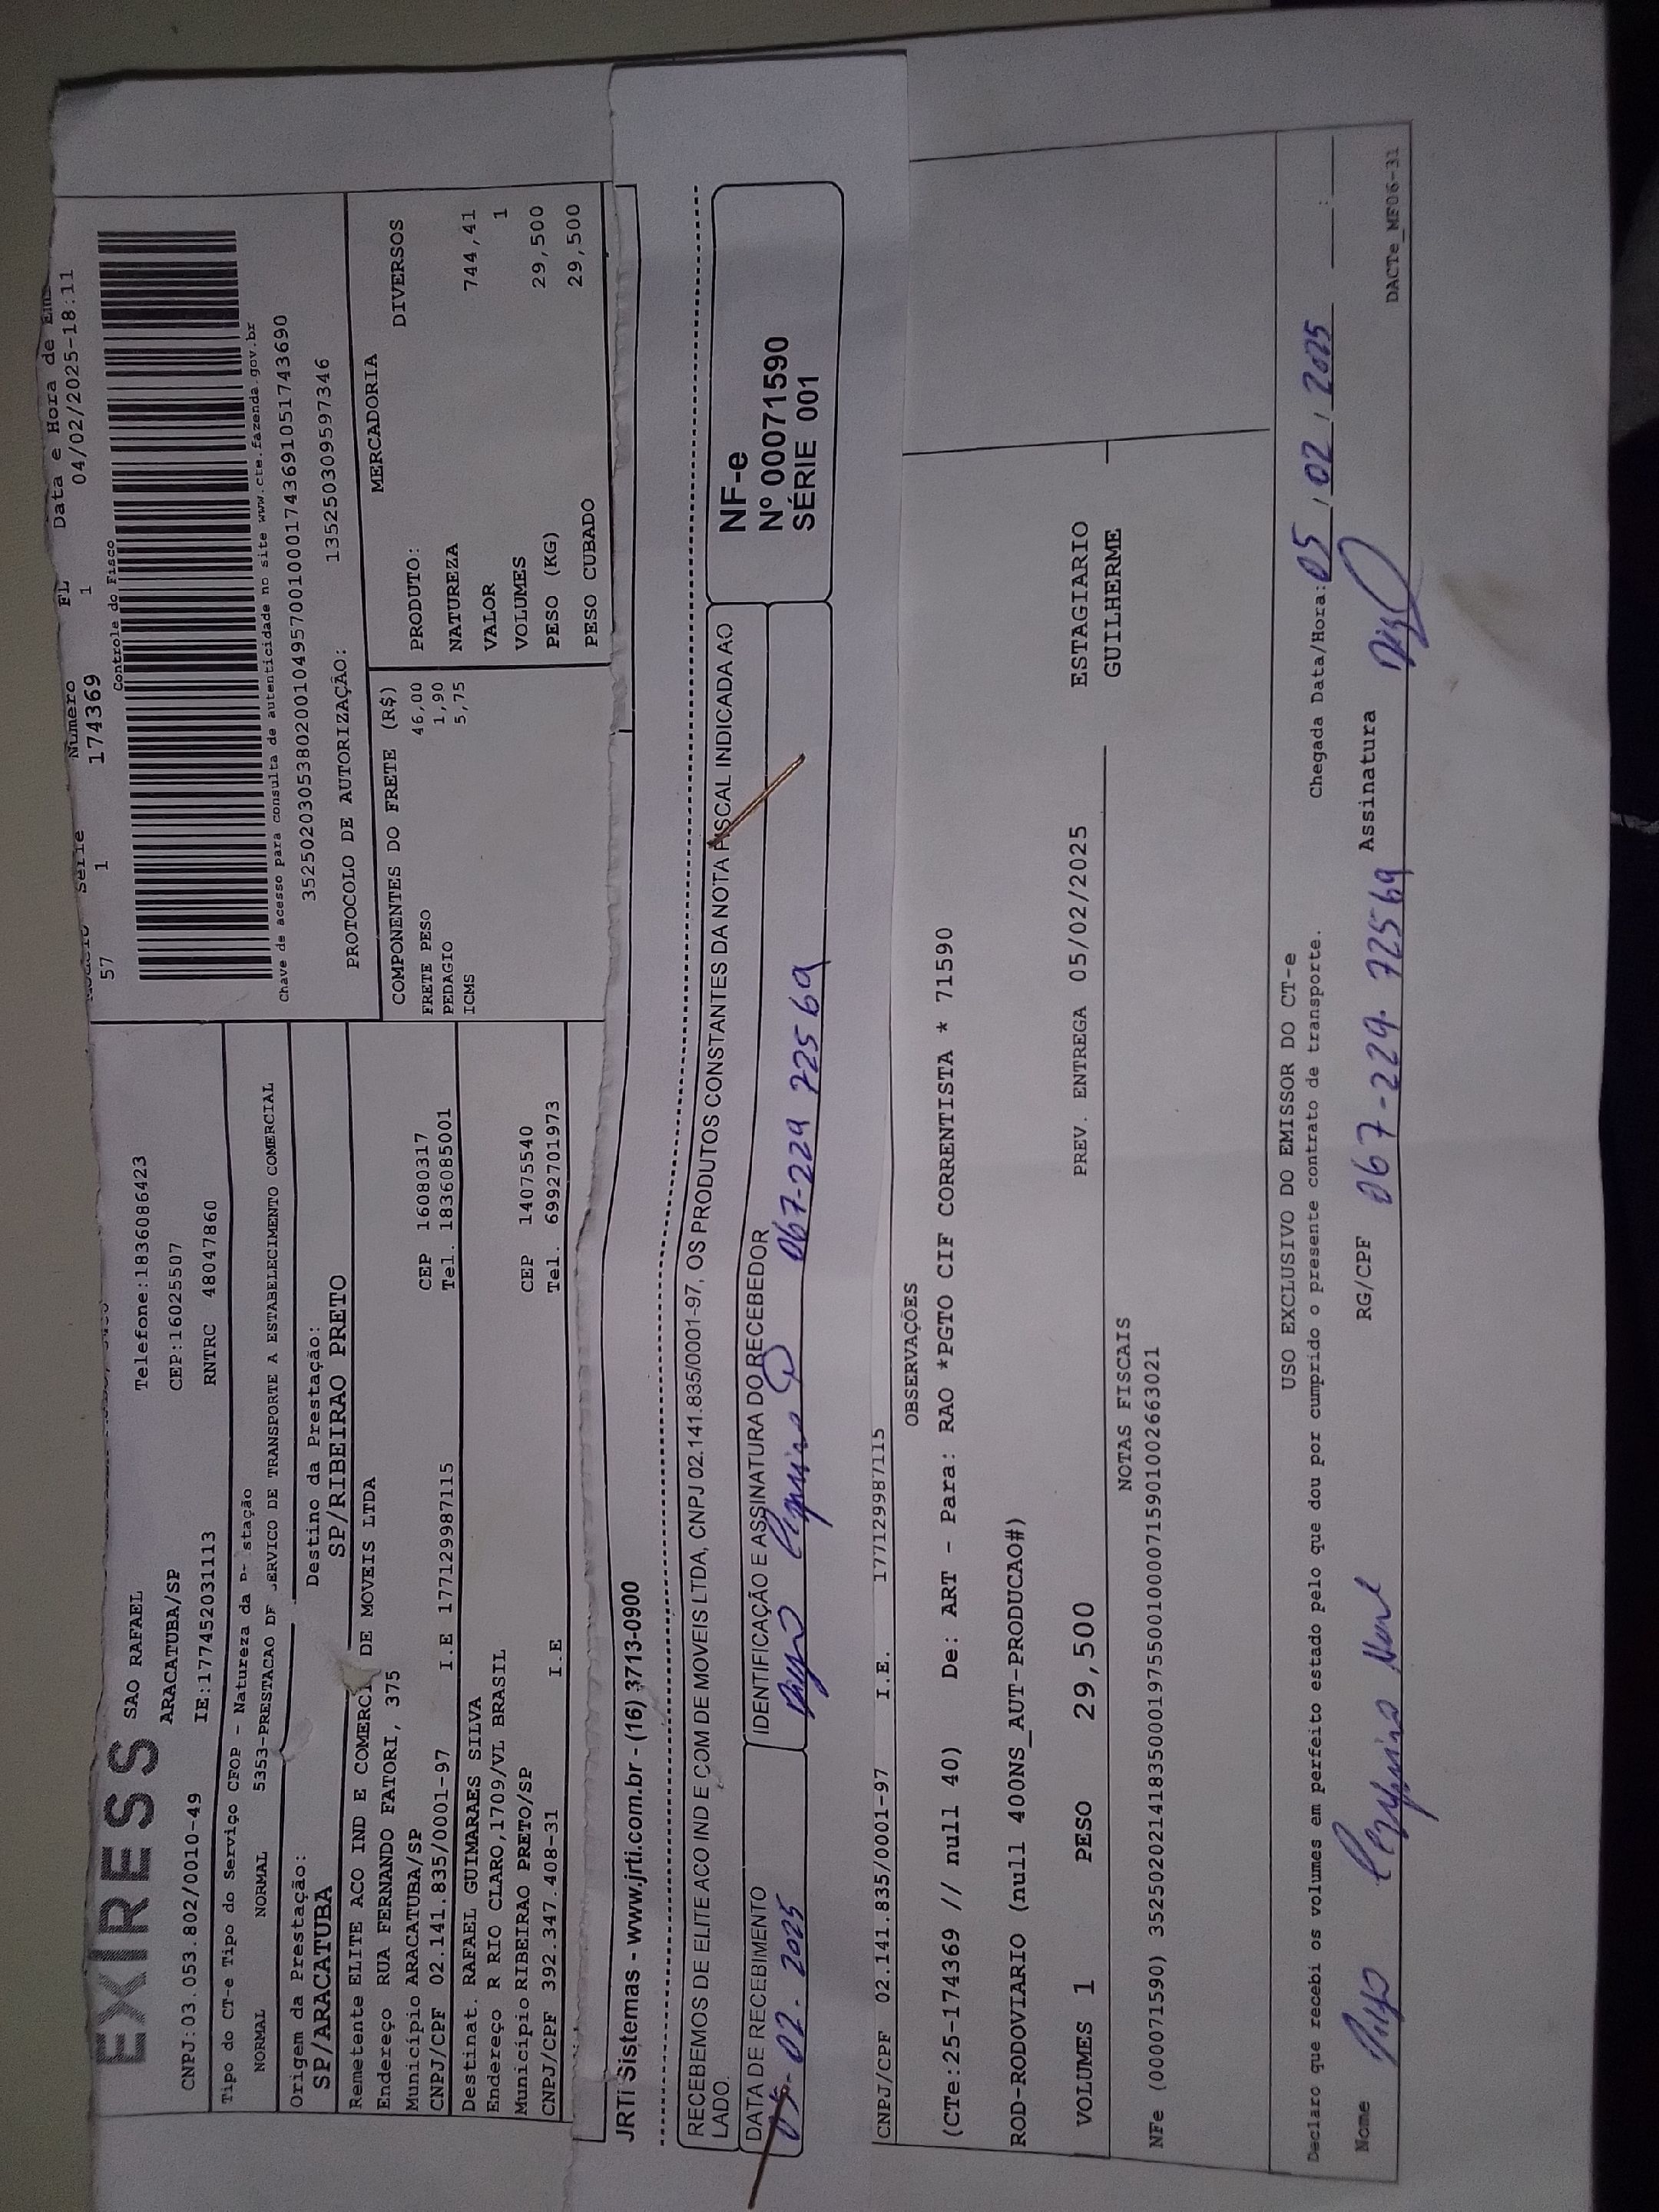 EXPRESS
SAO RAFAEL
Telefone:1836086423
ARACATUBA/SP
CEP:16025507
CNPJ:03.053.802/0010-49
IE:177452031113
RNTRC 48047860
Tipo do CT-e Tipo do Serviço CFOP - Natureza da stação
NORMAL NORMAL 5353-PRESTACAO DE SERVICO DE TRANSPORTE A ESTABELECIMENTO COMERCIAL
Origem da Prestação: Destino da Prestação:
SP/ARACATUBA SP/RIBEIRAO PRETO
Remetente ELITE ACO IND E COMERCI DE MOVEIS LTDA
Endereço RUA FERNANDO FATORI, 375
Município ARACATUBA/SP CEP 16080317
CNPJ/CPF 02.141.835/0001-97 I.E 177129987115 Tel. 1836085001
Destinat. RAFAEL GUIMARAES SILVA
Endereço R RIO CLARO,1709/VL BRASIL
Município RIBEIRAO PRETO/SP CEP 14075540
CNPJ/CPF 392.347.408-31 I.E Tel. 6992701973
Serie Numero FL Data e Hora de Em
57 1 174369 1 04/02/2025-18:11
Controle do Fisco
Chave de acesso para consulta de autenticidade no site www.cte.fazenda.gov.br
35250203053802001049570010001743691051743690
PROTOCOLO DE AUTORIZAÇÃO: 135250309597346
COMPONENTES DO FRETE (R$)
FRETE PESO 46,00
PEDAGIO 1,90
ICMS 5,75
MERCADORIA
PRODUTO: DIVERSOS
NATUREZA
VALOR 744,41
VOLUMES 1
PESO (KG) 29,500
PESO CUBADO 29,500
JRTI Sistemas - www.jrti.com.br - (16) 3713-0900
RECEBEMOS DE ELITE ACO IND E COM DE MOVEIS LTDA, CNPJ 02.141.835/0001-97, OS PRODUTOS CONSTANTES DA NOTA FISCAL INDICADA AO
LADO.
DATA DE RECEBIMENTO IDENTIFICAÇÃO E ASSINATURA DO RECEBEDOR
05-02-2025 067-229 725 69
NF-e
Nº 000071590
SÉRIE 001
CNPJ/CPF 02.141.835/0001-97 I.E. 177129987115
OBSERVAÇÕES
(CTe:25-174369 // null 40) De: ART - Para: RAO *PGTO CIF CORRENTISTA * 71590
ROD-RODOVIARIO (null 400NS_AUT-PRODUCAO#)
VOLUMES 1 PESO 29,500 PREV. ENTREGA 05/02/2025 ESTAGIARIO
GUILHERME
NOTAS FISCAIS
NFe (000071590) 35250202141835000197550010000715901002663021
USO EXCLUSIVO DO EMISSOR DO CT-e
Declaro que recebi os volumes em perfeito estado pelo que dou por cumprido o presente contrato de transporte. Chegada Data/Hora: 05/02/2025 __:__
Nome RG/CPF 067-229-72569 Assinatura
DACTe_MF06-31